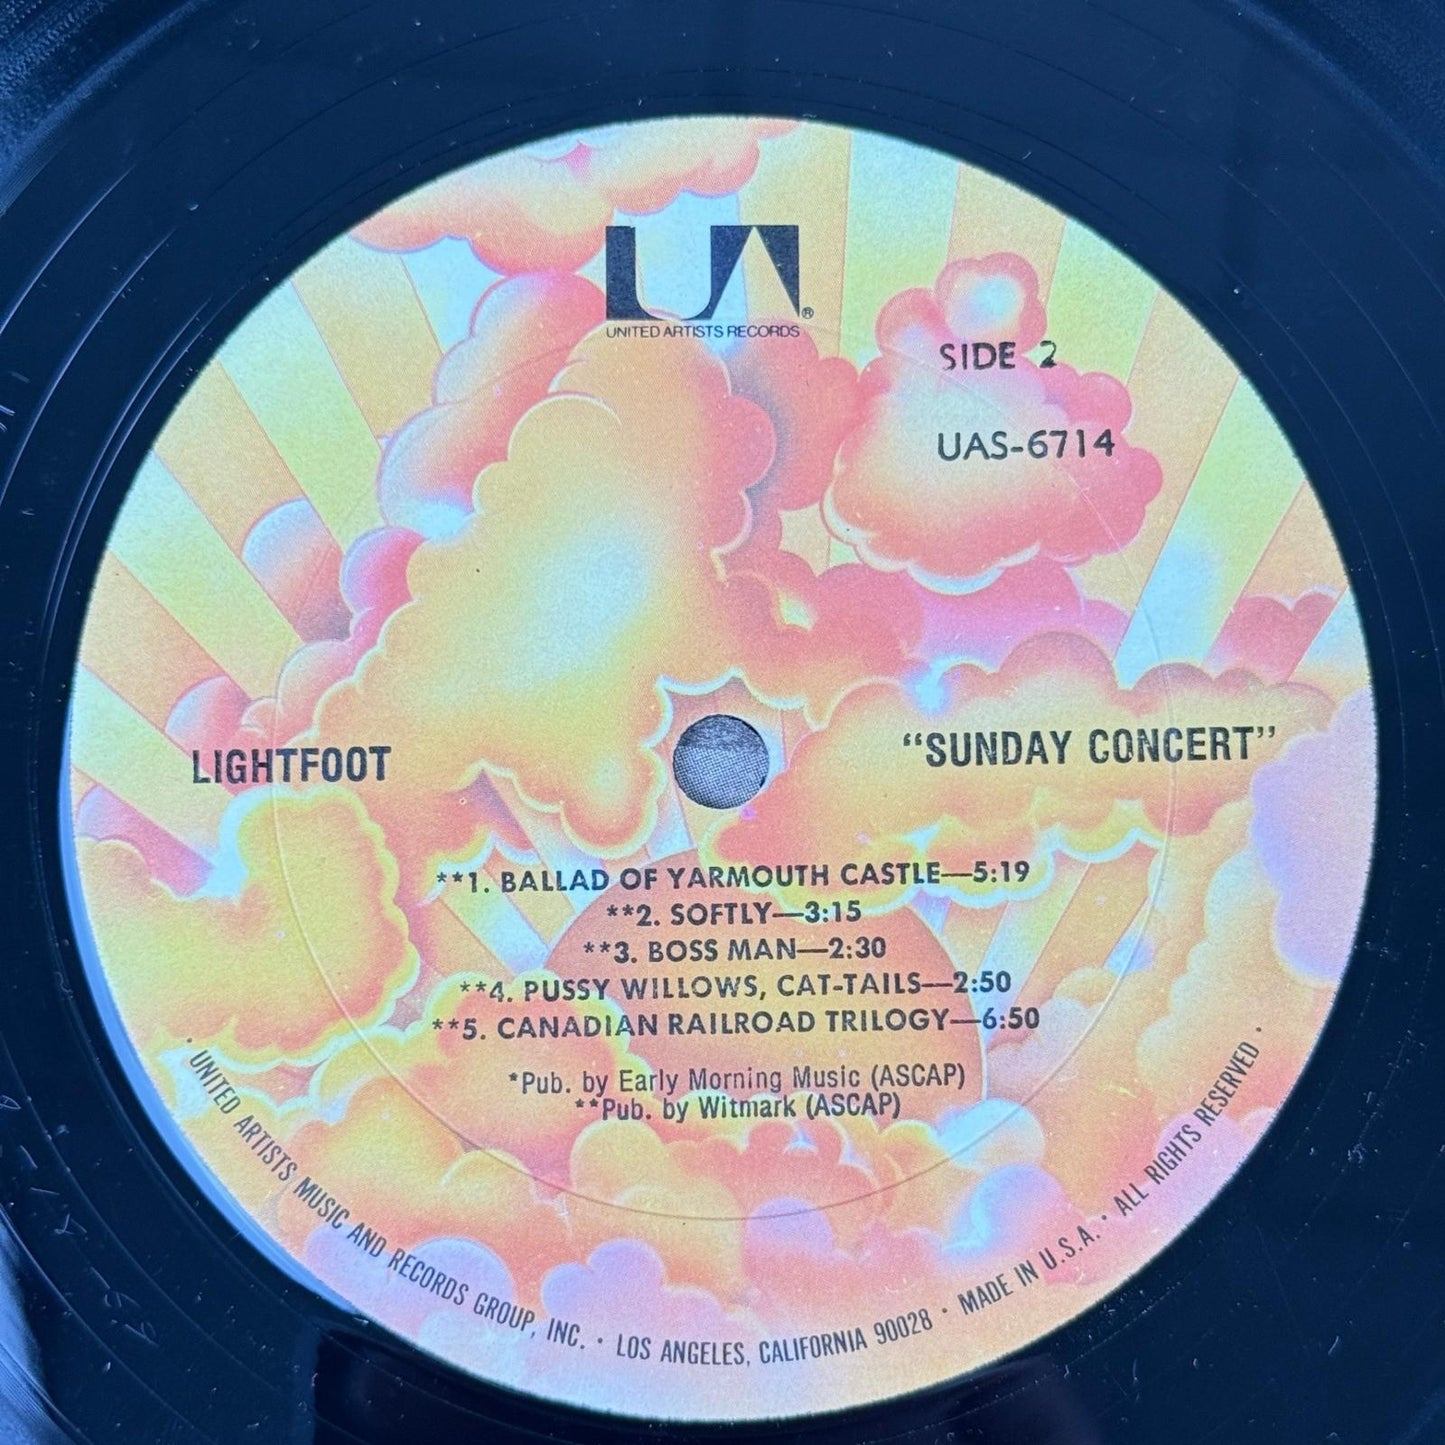 UA®
UNITED ARTISTS RECORDS
SIDE 2
UAS-6714
LIGHTFOOT
“SUNDAY CONCERT”
**1. BALLAD OF YARMOUTH CASTLE—5:19
**2. SOFTLY—3:15
**3. BOSS MAN—2:30
**4. PUSSY WILLOWS, CAT-TAILS—2:50
**5. CANADIAN RAILROAD TRILOGY—6:50
*Pub. by Early Morning Music (ASCAP)
**Pub. by Witmark (ASCAP)
· UNITED ARTISTS MUSIC AND RECORDS GROUP, INC. · LOS ANGELES, CALIFORNIA 90028 · MADE IN U.S.A. · ALL RIGHTS RESERVED ·